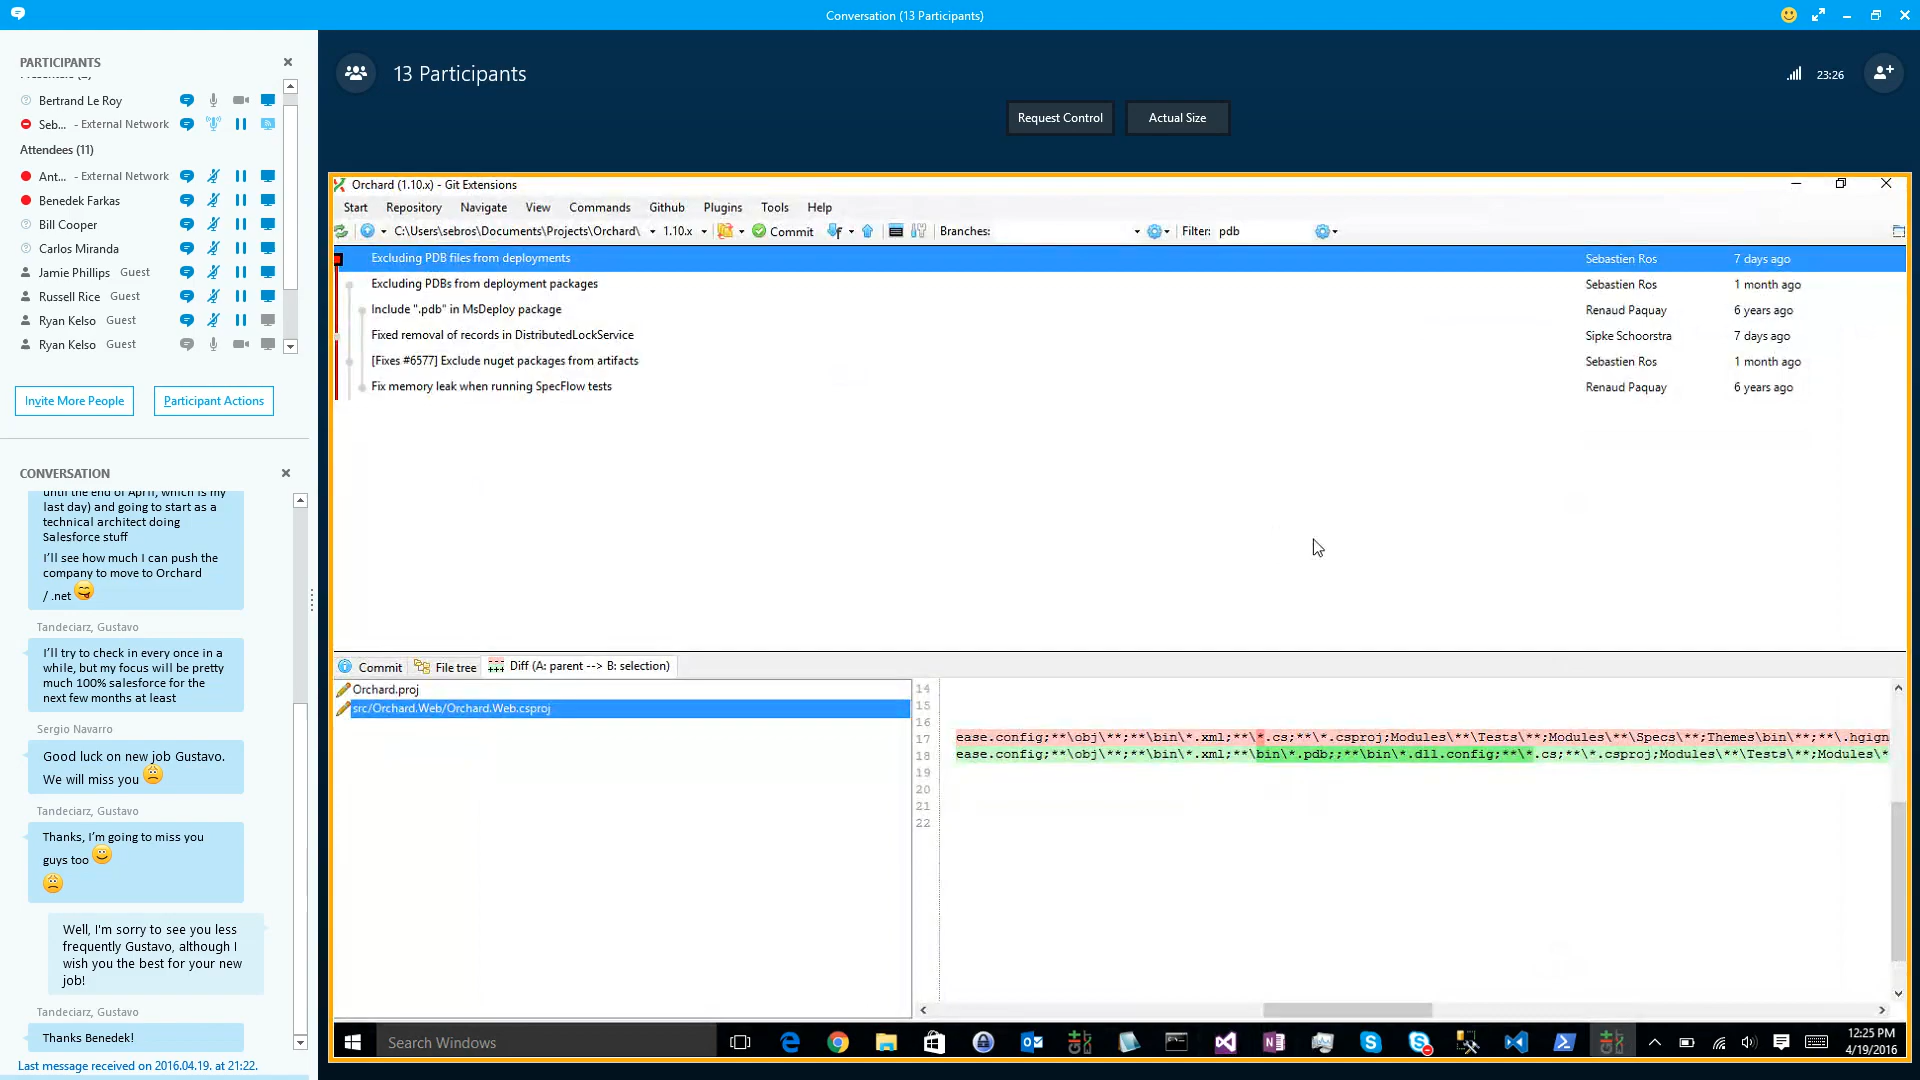 Conversation (13 Participants)
PARTICIPANTS
Bertrand Le Roy
Seb... - External Network
Attendees (11)
Ant... - External Network
Benedek Farkas
Bill Cooper
Carlos Miranda
Jamie Phillips Guest
Russell Rice Guest
Ryan Kelso Guest
Ryan Kelso Guest
Invite More People
Participant Actions
CONVERSATION
until the end of April, which is my
last day) and going to start as a
technical architect doing
Salesforce stuff
I'll see how much I can push the
company to move to Orchard
/ .net
Tandeciarz, Gustavo
I'll try to check in every once in a
while, but my focus will be pretty
much 100% salesforce for the
next few months at least
Sergio Navarro
Good luck on new job Gustavo.
We will miss you
Tandeciarz, Gustavo
Thanks, I'm going to miss you
guys too
Well, I'm sorry to see you less
frequently Gustavo, although I
wish you the best for your new
job!
Tandeciarz, Gustavo
Thanks Benedek!
Last message received on 2016.04.19. at 21:22.
13 Participants
23:26
Request Control
Actual Size
Orchard (1.10.x) - Git Extensions
Start Repository Navigate View Commands Github Plugins Tools Help
C:\Users\sebros\Documents\Projects\Orchard\ 1.10.x Commit Branches: Filter: pdb
Excluding PDB files from deployments Sebastien Ros 7 days ago
Excluding PDBs from deployment packages Sebastien Ros 1 month ago
Include ".pdb" in MsDeploy package Renaud Paquay 6 years ago
Fixed removal of records in DistributedLockService Sipke Schoorstra 7 days ago
[Fixes #6577] Exclude nuget packages from artifacts Sebastien Ros 1 month ago
Fix memory leak when running SpecFlow tests Renaud Paquay 6 years ago
Commit File tree Diff (A: parent --> B: selection)
Orchard.proj
src/Orchard.Web/Orchard.Web.csproj
14
15
16
17 ease.config;**\obj\**;**\bin\*.xml;**\*.cs;**\*.csproj;Modules\**\Tests\**;Modules\**\Specs\**;Themes\bin\**;**\.hgign
18 ease.config;**\obj\**;**\bin\*.xml;**\bin\*.pdb;;**\bin\*.dll.config;**\*.cs;**\*.csproj;Modules\**\Tests\**;Modules\*
19
20
21
22
Search Windows
12:25 PM
4/19/2016